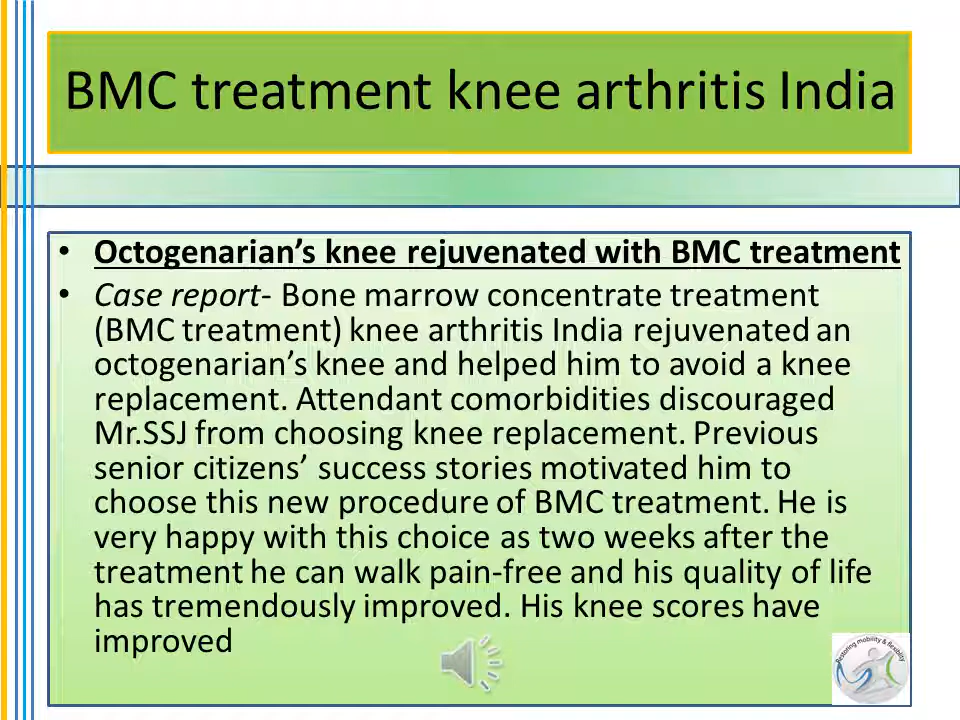 BMC treatment knee arthritis India
• Octogenarian’s knee rejuvenated with BMC treatment
• Case report- Bone marrow concentrate treatment
(BMC treatment) knee arthritis India rejuvenated an
octogenarian’s knee and helped him to avoid a knee
replacement. Attendant comorbidities discouraged
Mr.SSJ from choosing knee replacement. Previous
senior citizens’ success stories motivated him to
choose this new procedure of BMC treatment. He is
very happy with this choice as two weeks after the
treatment he can walk pain-free and his quality of life
has tremendously improved. His knee scores have
improved
Restoring mobility & flexiblity